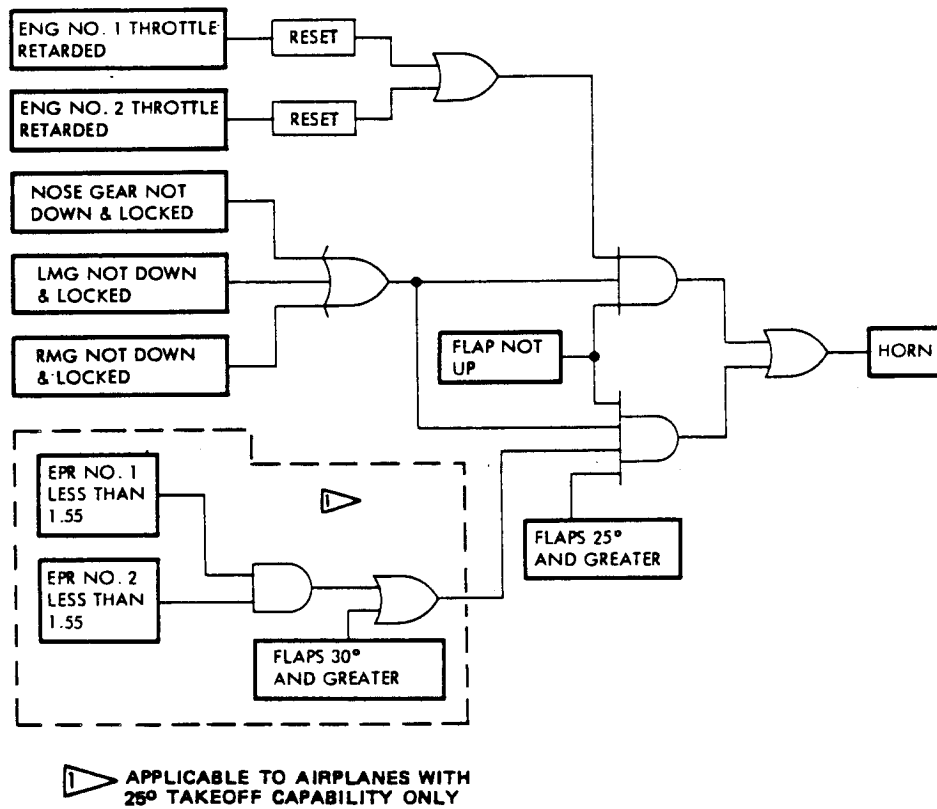 ENG NO. 1 THROTTLE
RETARDED
RESET
ENG NO. 2 THROTTLE
RETARDED
RESET
NOSE GEAR NOT
DOWN & LOCKED
LMG NOT DOWN
& LOCKED
RMG NOT DOWN
& LOCKED
FLAP NOT
UP
HORN
EPR NO. 1
LESS THAN
1.55
1
EPR NO. 2
LESS THAN
1.55
FLAPS 25°
AND GREATER
FLAPS 30°
AND GREATER
1 APPLICABLE TO AIRPLANES WITH
25° TAKEOFF CAPABILITY ONLY